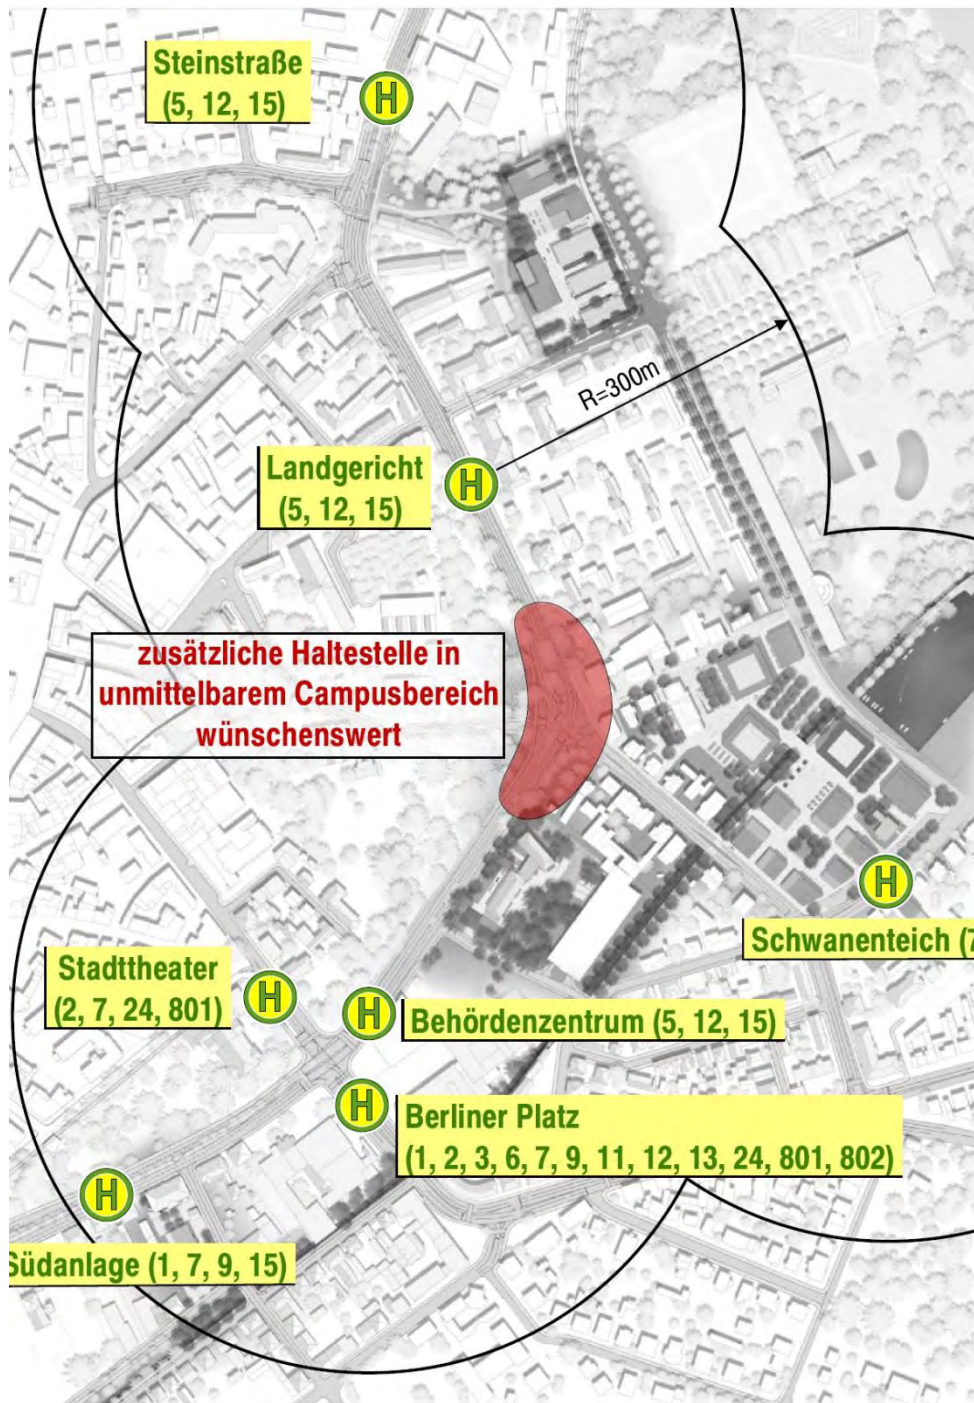 Steinstraße
(5, 12, 15)
H
R=300m
Landgericht
(5, 12, 15)
H
zusätzliche Haltestelle in
unmittelbarem Campusbereich
wünschenswert
H
Schwanenteich (7
Stadttheater
(2, 7, 24, 801)
H
H
Behördenzentrum (5, 12, 15)
H
Berliner Platz
(1, 2, 3, 6, 7, 9, 11, 12, 13, 24, 801, 802)
H
Südanlage (1, 7, 9, 15)